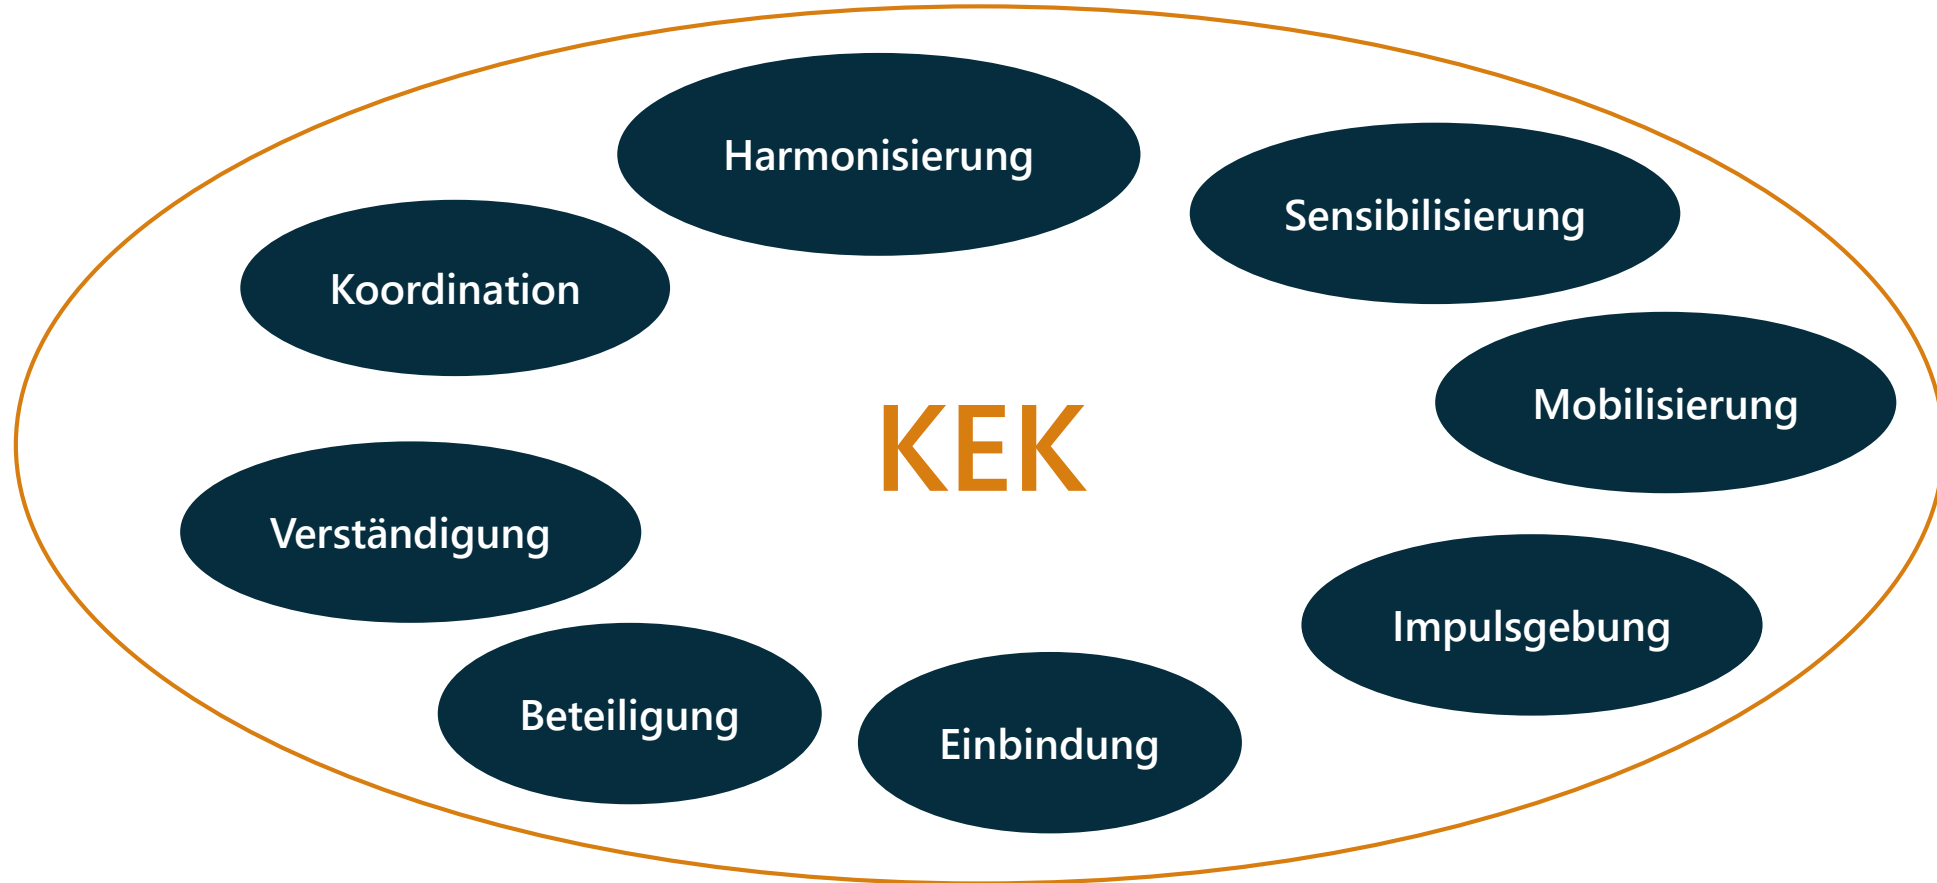 Harmonisierung
Sensibilisierung
Koordination
Mobilisierung
KEK
Verständigung
Impulsgebung
Beteiligung
Einbindung